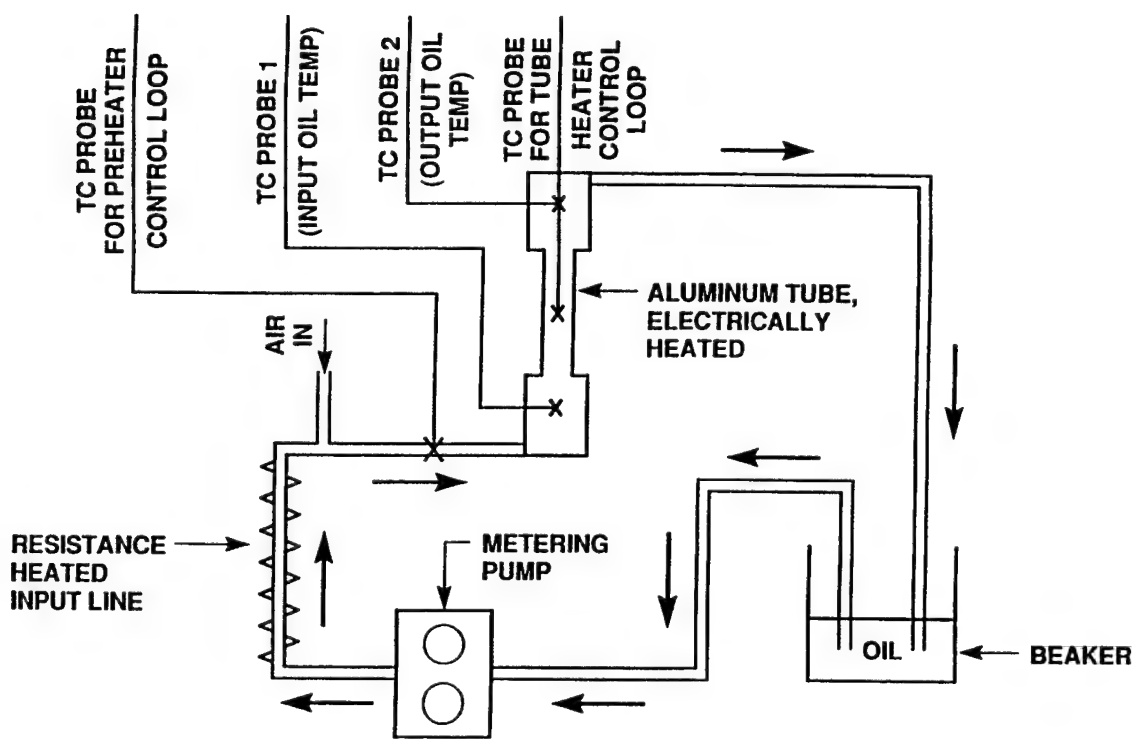 TC PROBE
FOR PREHEATER
CONTROL LOOP
TC PROBE 1
(INPUT OIL TEMP)
TC PROBE 2
(OUTPUT OIL
TEMP)
TC PROBE
FOR TUBE
HEATER
CONTROL
LOOP
AIR
IN
ALUMINUM TUBE,
ELECTRICALLY
HEATED
RESISTANCE
HEATED
INPUT LINE
METERING
PUMP
OIL
BEAKER